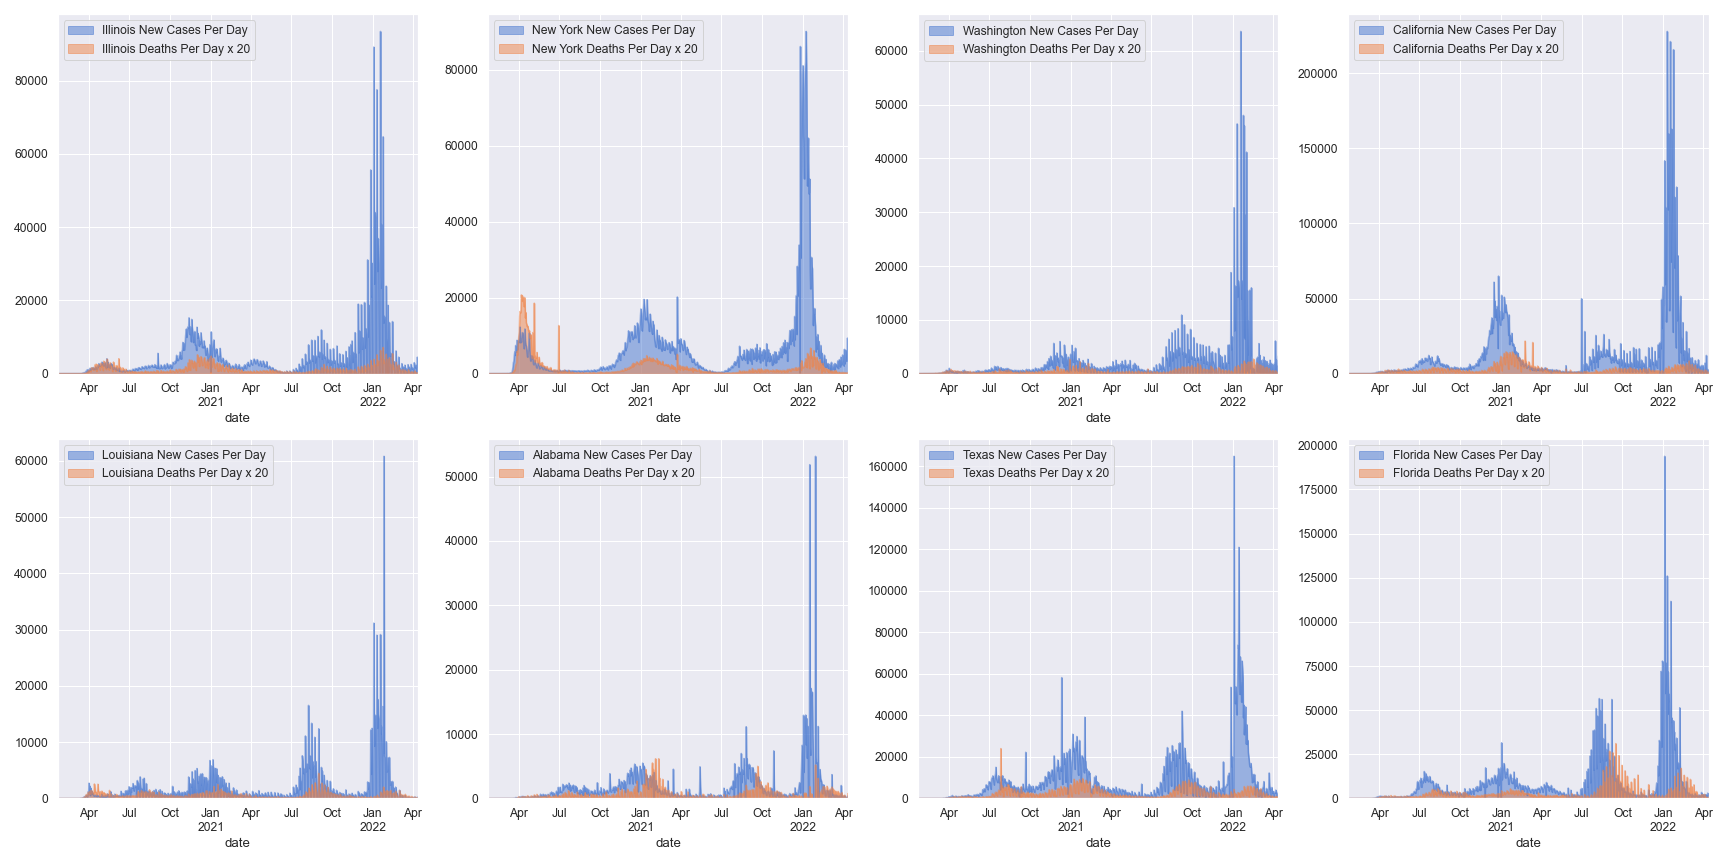 Illinois New Cases Per Day
Illinois Deaths Per Day x 20
80000
60000
40000
20000
0
Apr Jul Oct Jan Apr Jul Oct Jan Apr
2021 2022
date
New York New Cases Per Day
New York Deaths Per Day x 20
80000
60000
40000
20000
0
Apr Jul Oct Jan Apr Jul Oct Jan Apr
2021 2022
date
Washington New Cases Per Day
Washington Deaths Per Day x 20
60000
50000
40000
30000
20000
10000
0
Apr Jul Oct Jan Apr Jul Oct Jan Apr
2021 2022
date
California New Cases Per Day
California Deaths Per Day x 20
200000
150000
100000
50000
0
Apr Jul Oct Jan Apr Jul Oct Jan Apr
2021 2022
date
Louisiana New Cases Per Day
Louisiana Deaths Per Day x 20
60000
50000
40000
30000
20000
10000
0
Apr Jul Oct Jan Apr Jul Oct Jan Apr
2021 2022
date
Alabama New Cases Per Day
Alabama Deaths Per Day x 20
50000
40000
30000
20000
10000
0
Apr Jul Oct Jan Apr Jul Oct Jan Apr
2021 2022
date
Texas New Cases Per Day
Texas Deaths Per Day x 20
160000
140000
120000
100000
80000
60000
40000
20000
0
Apr Jul Oct Jan Apr Jul Oct Jan Apr
2021 2022
date
Florida New Cases Per Day
Florida Deaths Per Day x 20
200000
175000
150000
125000
100000
75000
50000
25000
0
Apr Jul Oct Jan Apr Jul Oct Jan Apr
2021 2022
date